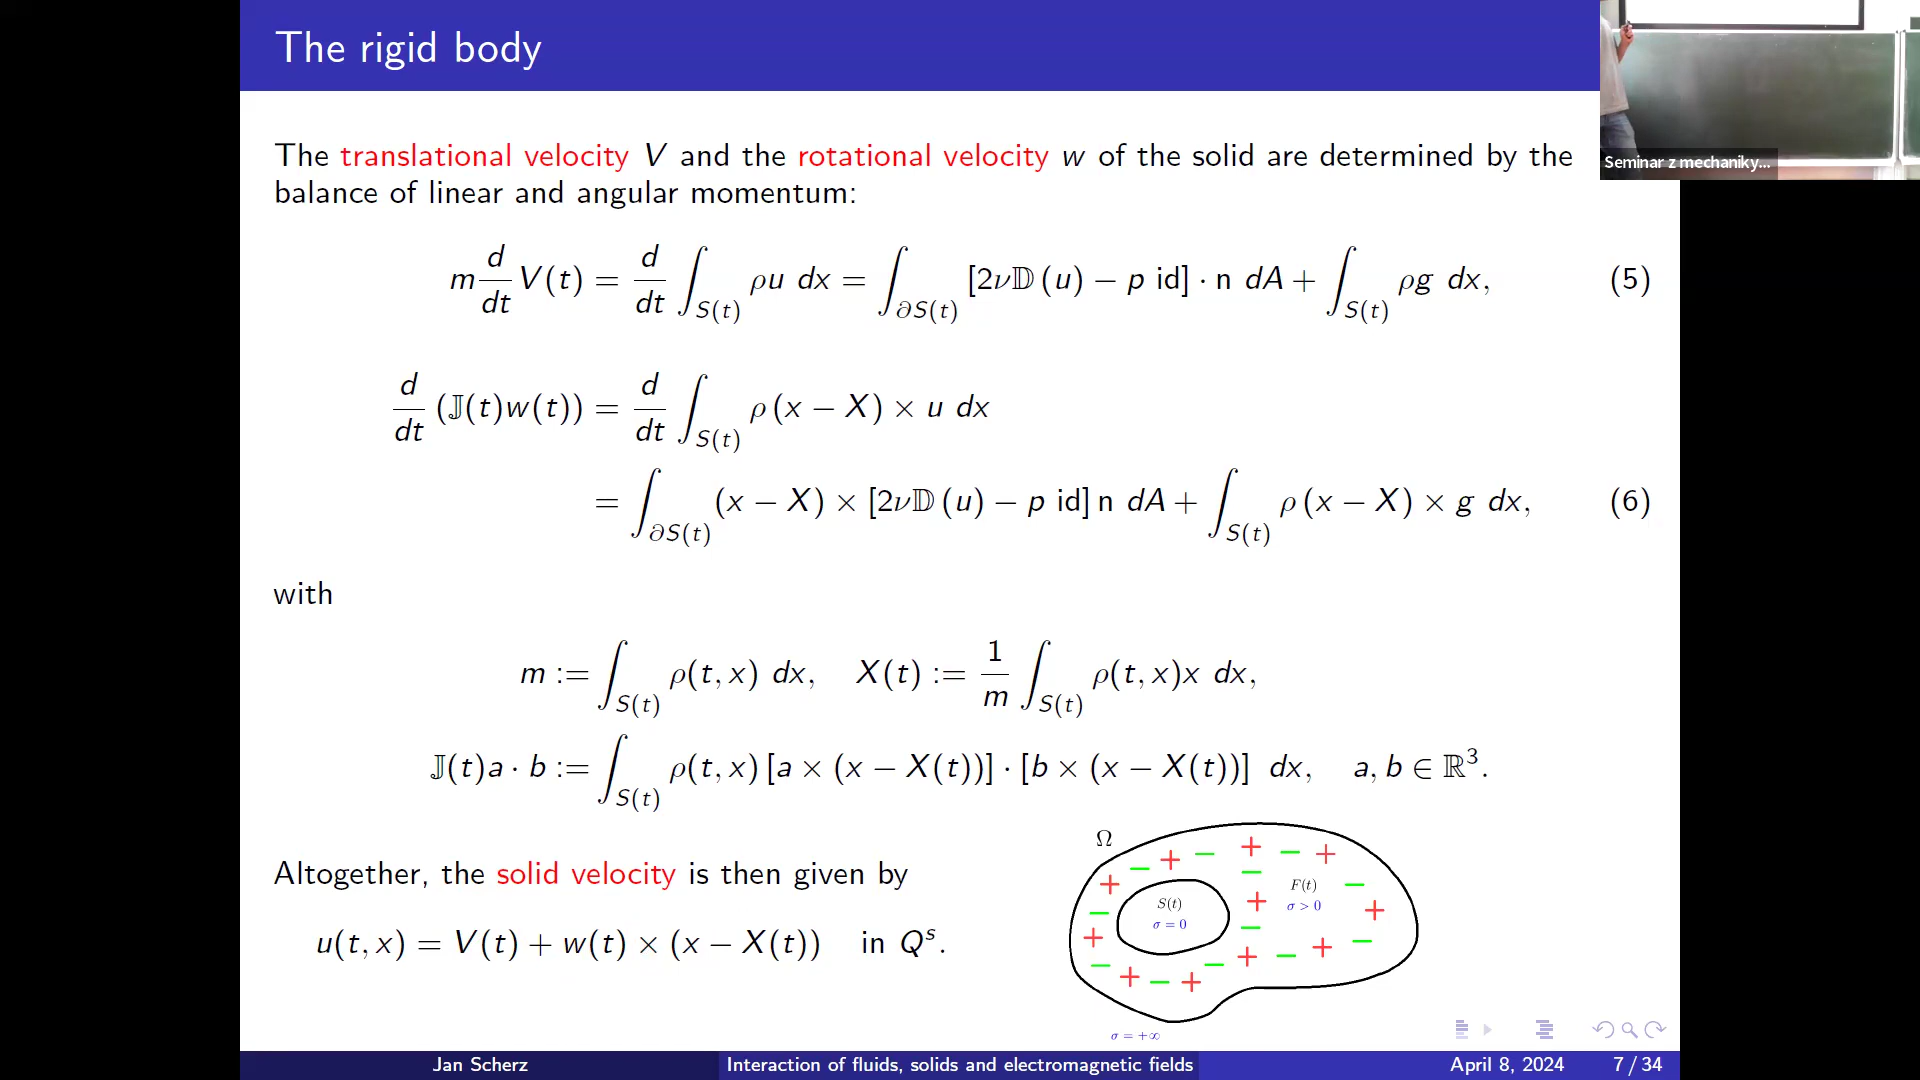 The rigid body
Seminar z mechaniky...
The translational velocity V and the rotational velocity w of the solid are determined by the
balance of linear and angular momentum:
m d/dt V(t) = d/dt ∫_{S(t)} ρu dx = ∫_{∂S(t)} [2ν𝔻(u) − p id] · n dA + ∫_{S(t)} ρg dx, (5)
d/dt (𝕁(t)w(t)) = d/dt ∫_{S(t)} ρ(x − X) × u dx
= ∫_{∂S(t)} (x − X) × [2ν𝔻(u) − p id] n dA + ∫_{S(t)} ρ(x − X) × g dx, (6)
with
m := ∫_{S(t)} ρ(t, x) dx, X(t) := 1/m ∫_{S(t)} ρ(t, x)x dx,
𝕁(t)a · b := ∫_{S(t)} ρ(t, x) [a × (x − X(t))] · [b × (x − X(t))] dx, a, b ∈ ℝ³.
Altogether, the solid velocity is then given by
u(t, x) = V(t) + w(t) × (x − X(t)) in Q^s.
Ω
S(t)
σ = 0
F(t)
σ > 0
σ = +∞
Jan Scherz
Interaction of fluids, solids and electromagnetic fields
April 8, 2024
7 / 34